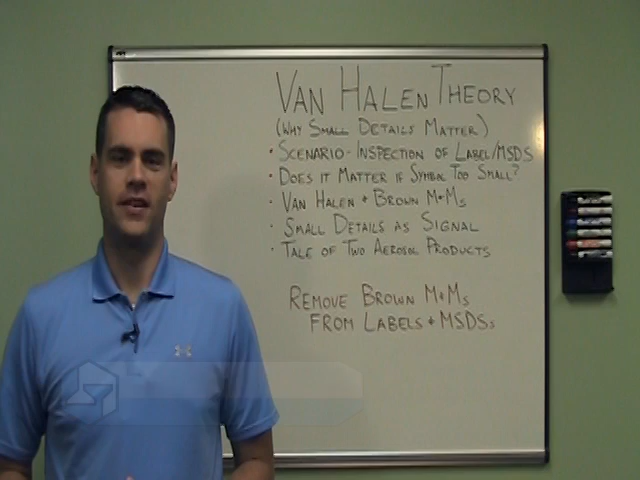 VAN HALEN THEORY
(WHY SMALL DETAILS MATTER)
• SCENARIO - INSPECTION OF LABEL/MSDS
• DOES IT MATTER IF SYMBOL TOO SMALL?
• VAN HALEN & BROWN M&Ms
• SMALL DETAILS AS SIGNAL
• TALE OF TWO AEROSOL PRODUCTS
REMOVE BROWN M&Ms
FROM LABELS & MSDSs